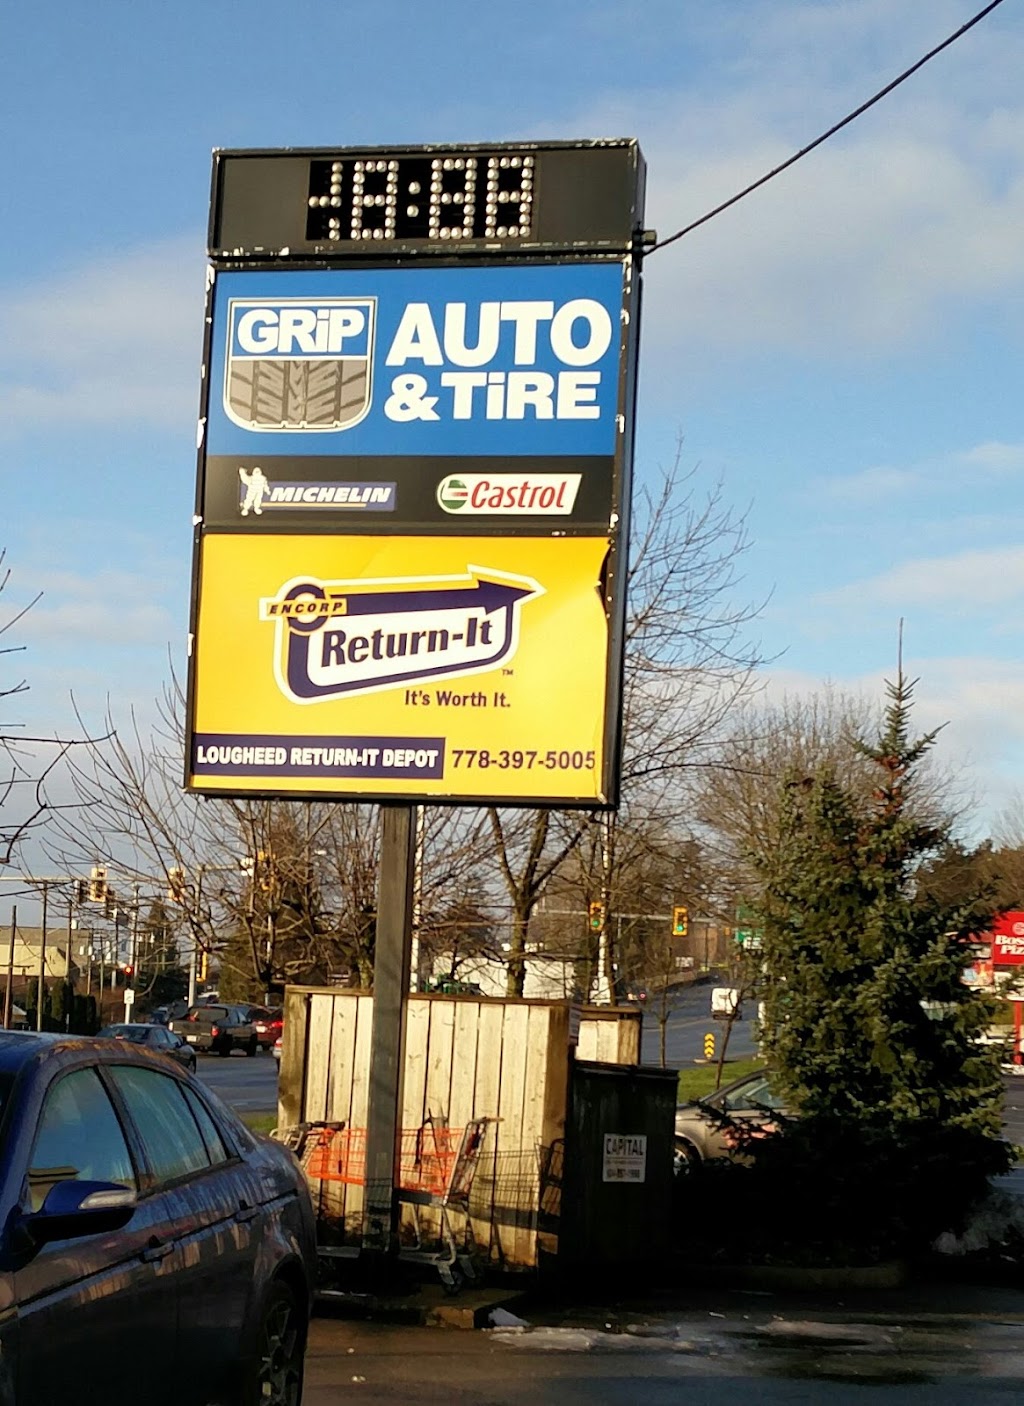 GRiP
AUTO
& TiRE
MICHELIN
Castrol
ENCORP
Return-It
TM
It's Worth It.
LOUGHEED RETURN-IT DEPOT
778-397-5005
CAPITAL